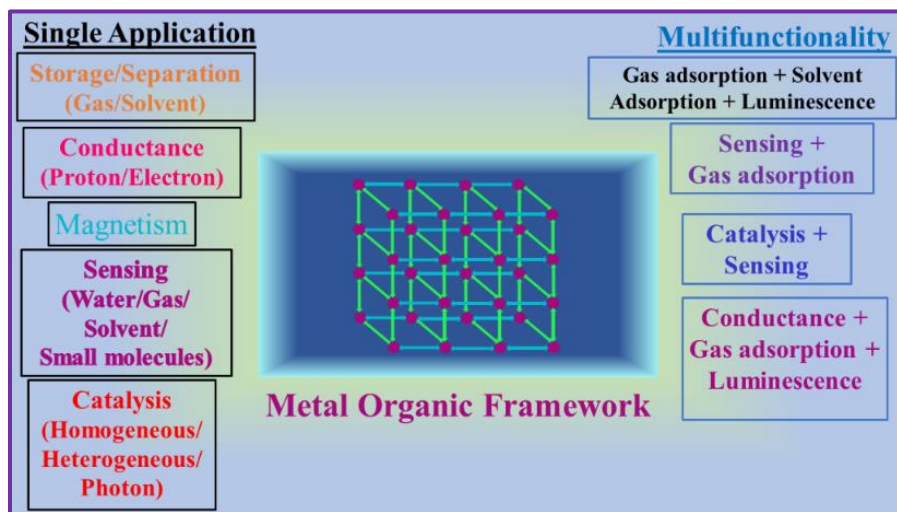 Single Application
Storage/Separation
(Gas/Solvent)
Conductance
(Proton/Electron)
Magnetism
Sensing
(Water/Gas/
Solvent/
Small molecules)
Catalysis
(Homogeneous/
Heterogeneous/
Photon)
Metal Organic Framework
Multifunctionality
Gas adsorption + Solvent
Adsorption + Luminescence
Sensing +
Gas adsorption
Catalysis +
Sensing
Conductance +
Gas adsorption +
Luminescence